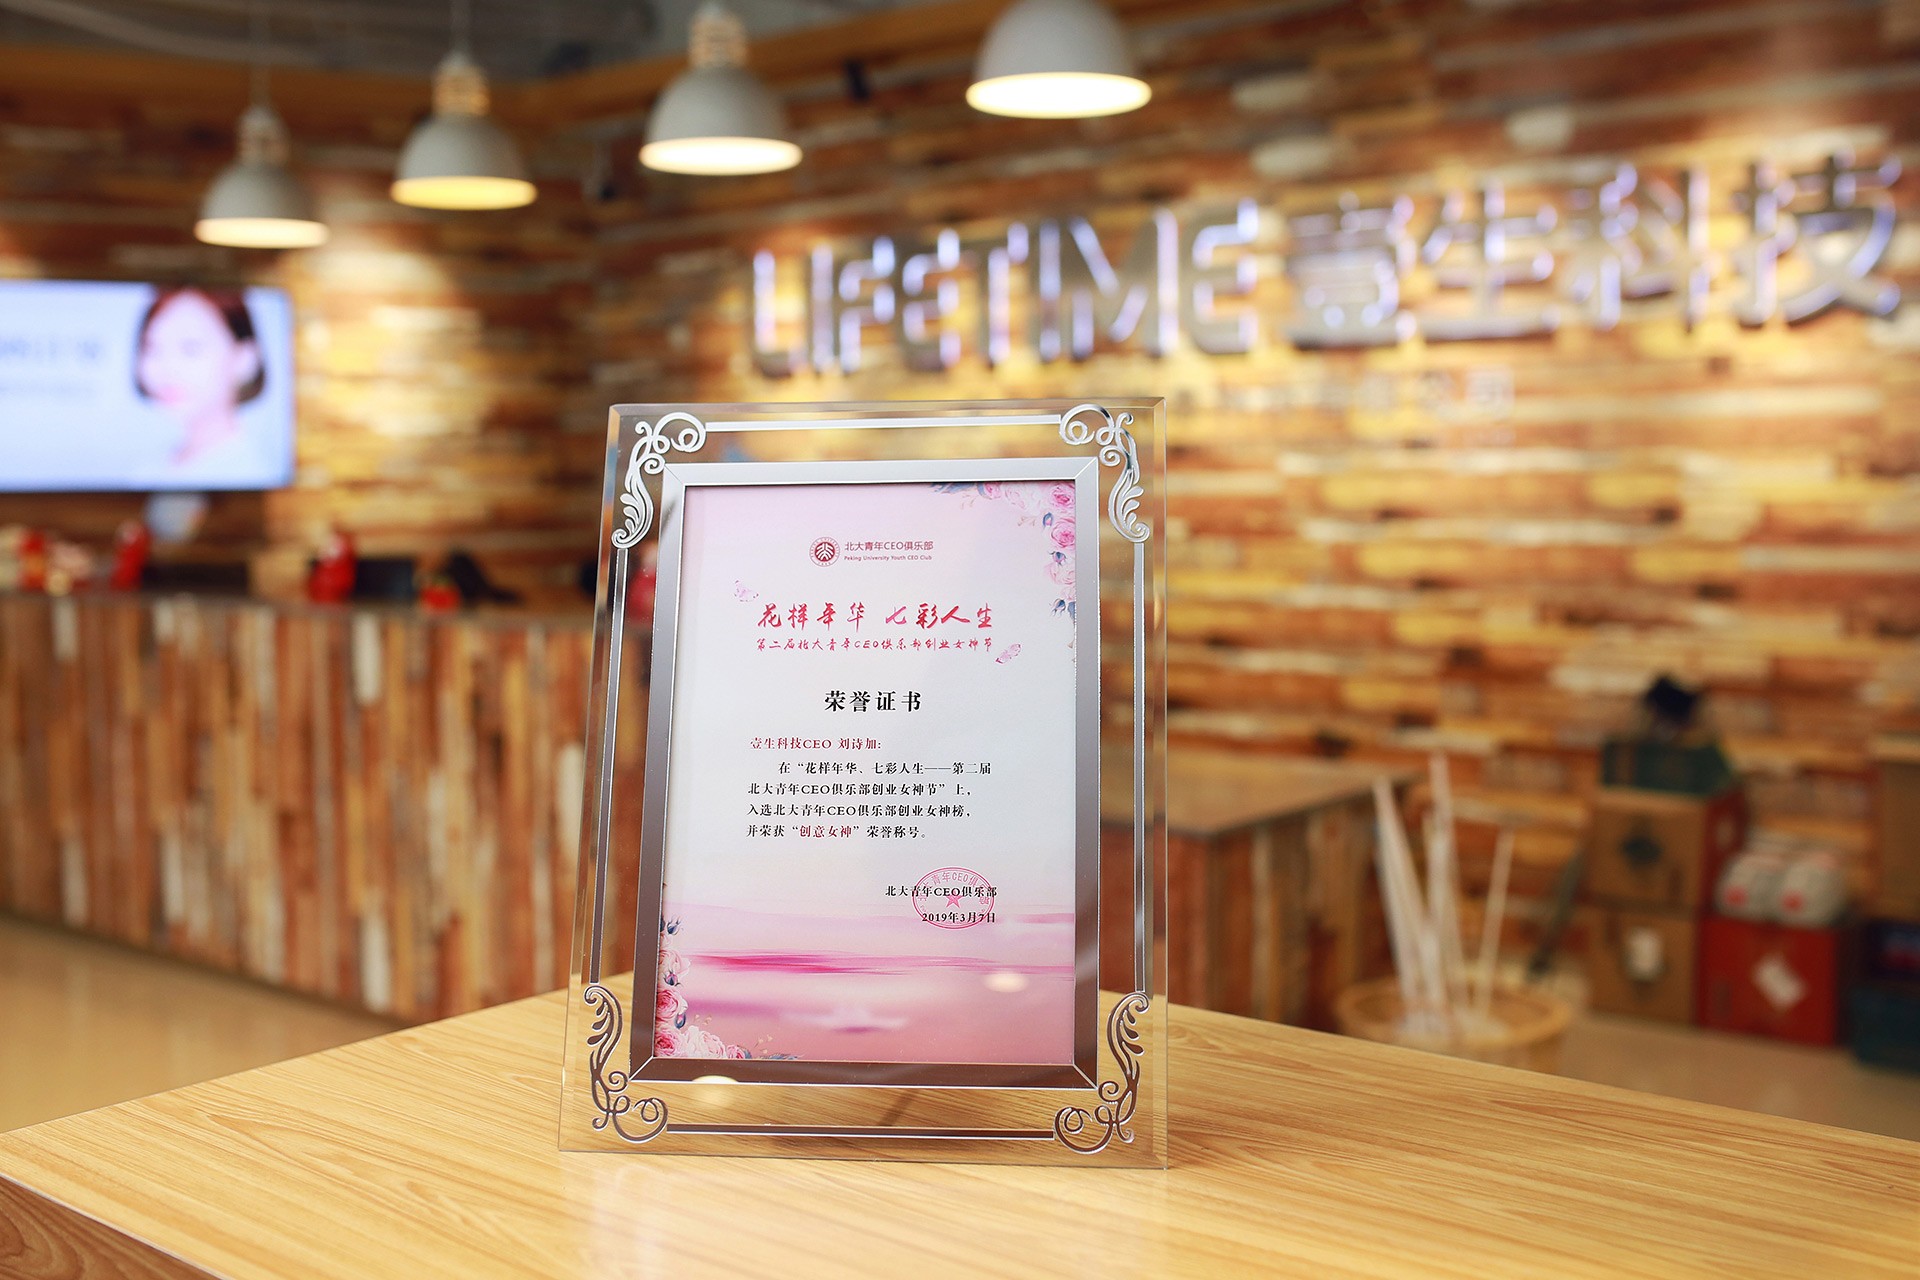 LIFETIME 壹生科技
北大青年CEO俱乐部
Peking University Youth CEO Club
花样年华 七彩人生
第二届北大青年CEO俱乐部创业女神节
荣誉证书
壹生科技CEO 刘诗加:
在“花样年华、七彩人生——第二届
北大青年CEO俱乐部创业女神节”上，
入选北大青年CEO俱乐部创业女神榜，
并荣获“创意女神”荣誉称号。
北大青年CEO俱乐部
2019年3月7日